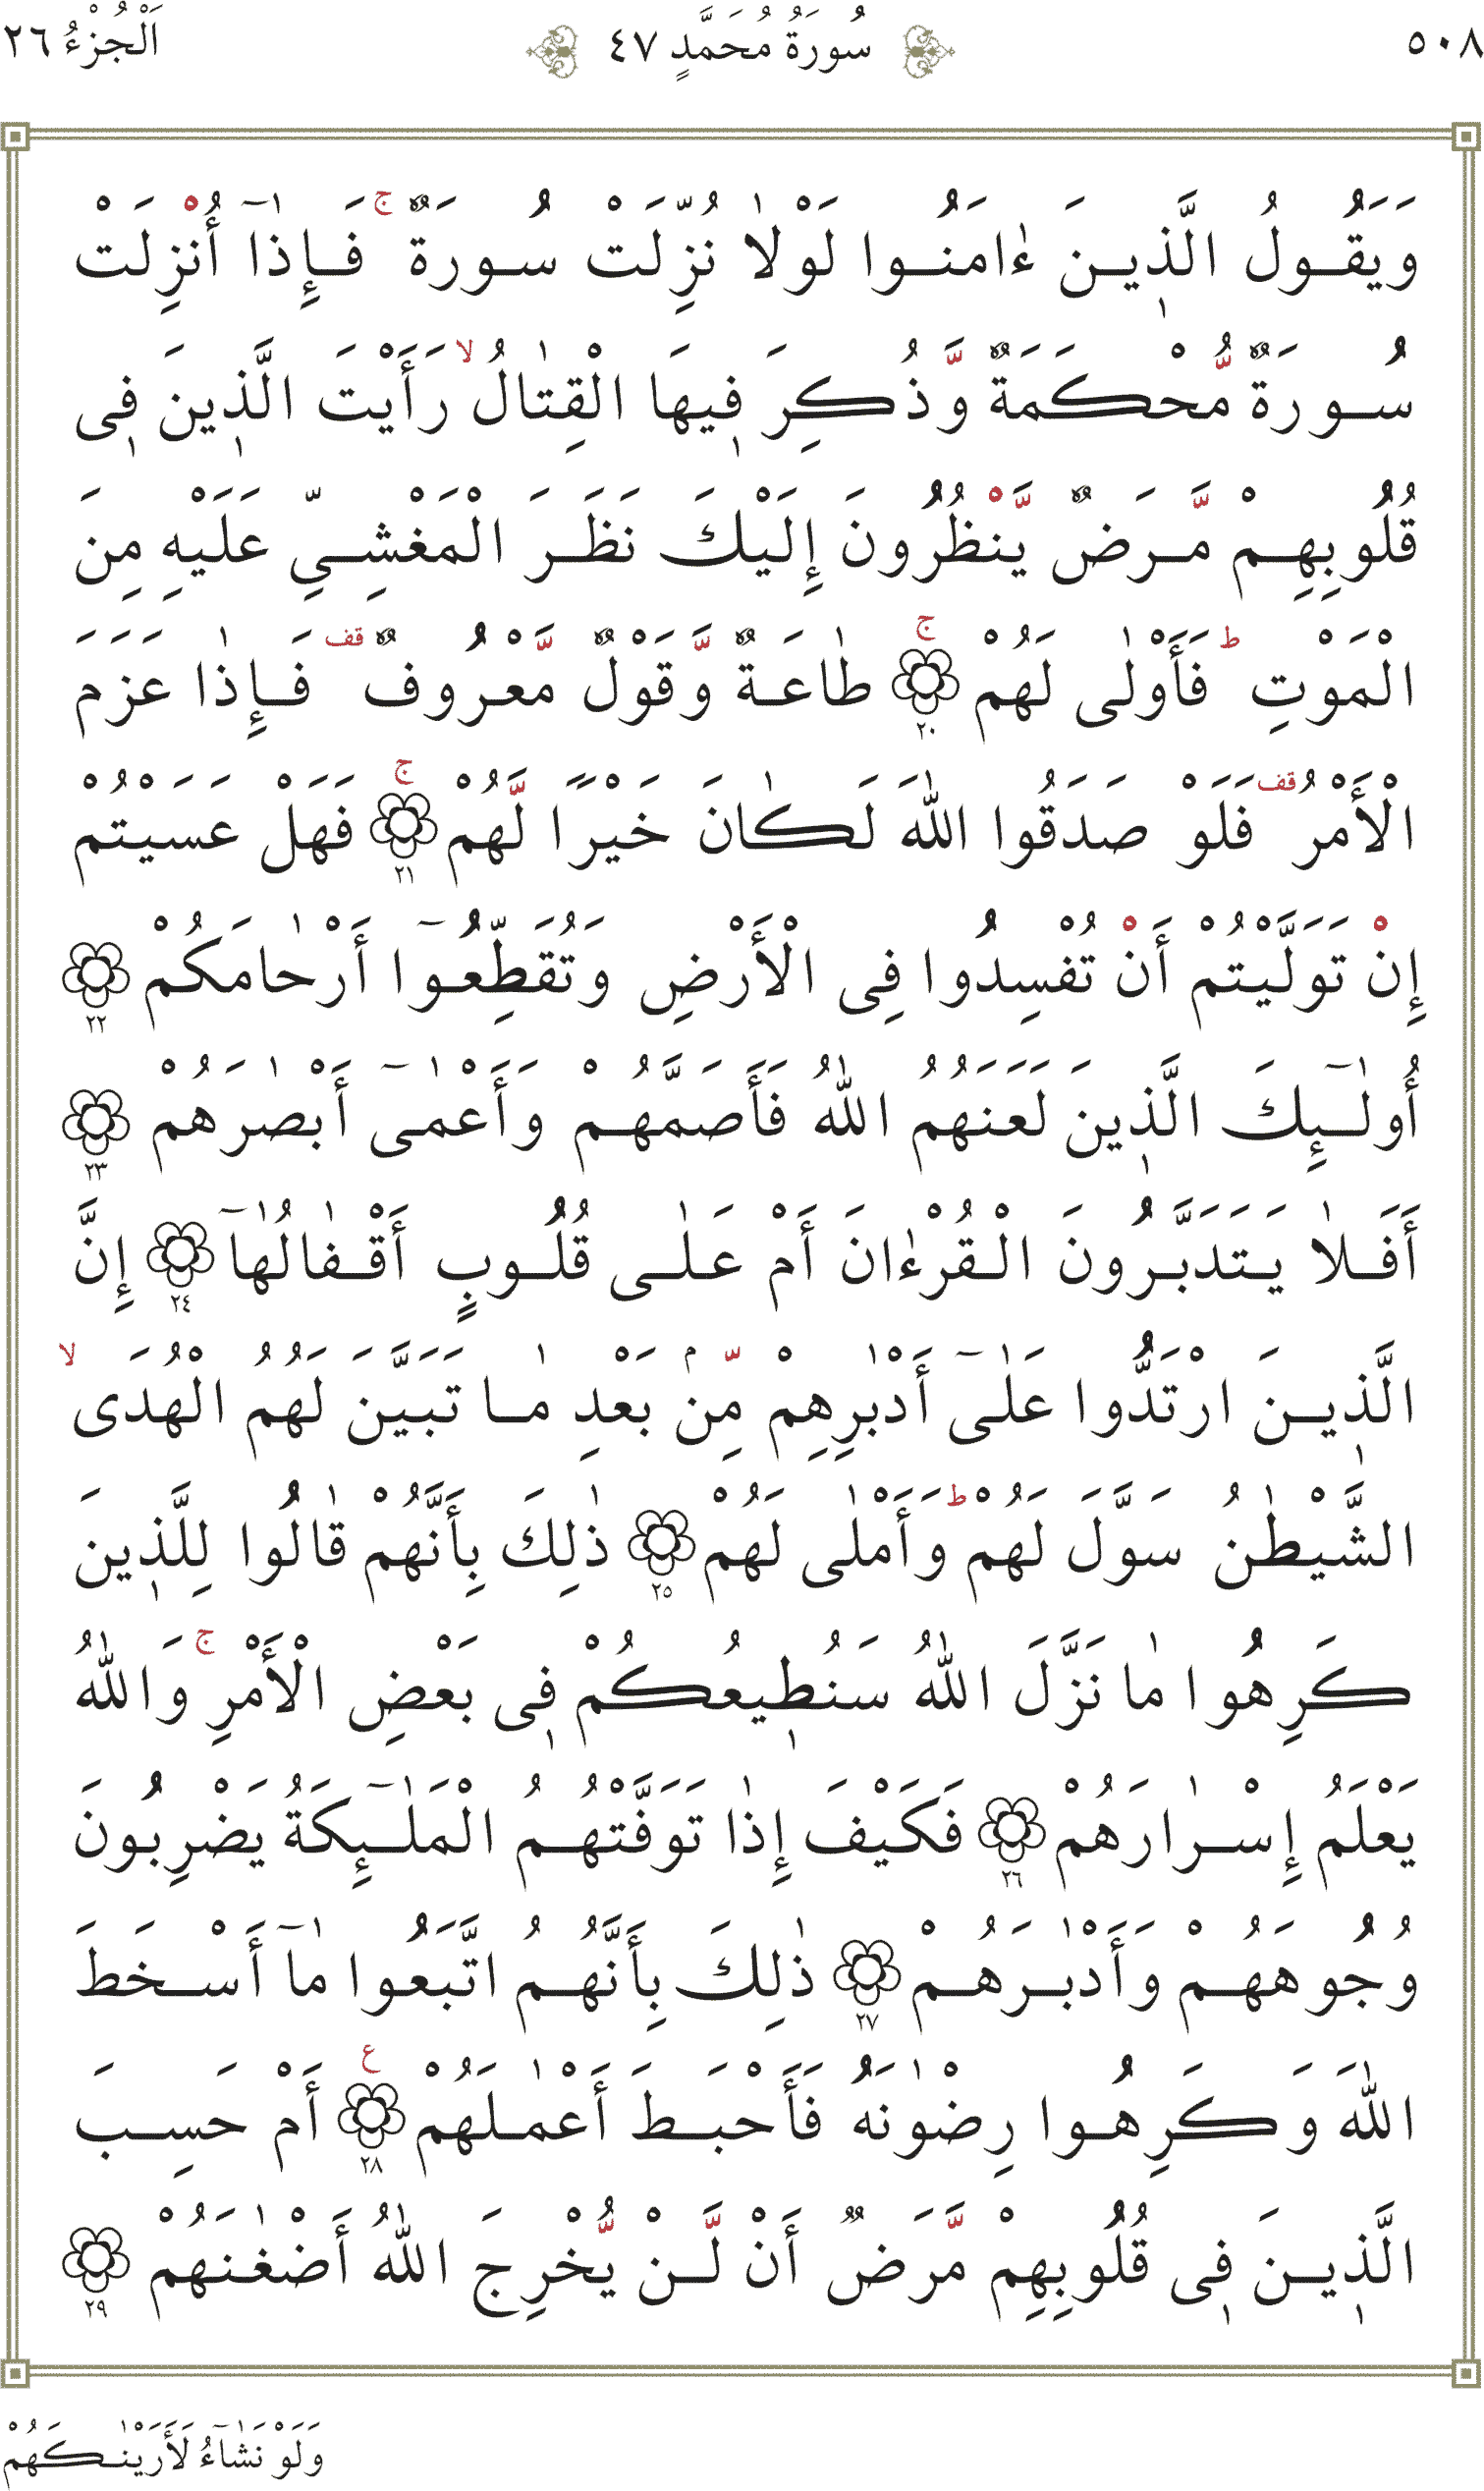 ٥٠٨ سُورَةُ مُحَمَّدٍ ٤٧ اَلْجُزْءُ ٢٦
وَيَقُولُ الَّذِينَ ءٰامَنُوا لَوْلاٰ نُزِّلَتْ سُورَةٌ ۚ فَإِذٰآ أُنْزِلَتْ
سُورَةٌ مُّحْكَمَةٌ وَّذُكِرَ فِيهَا الْقِتٰالُ ۙ رَأَيْتَ الَّذِينَ فِى
قُلُوبِهِمْ مَّرَضٌ يَّنْظُرُونَ إِلَيْكَ نَظَرَ الْمَغْشِىِّ عَلَيْهِ مِنَ
الْمَوْتِ ؕ فَأَوْلٰى لَهُمْ ۚ ٢٠ طٰاعَةٌ وَّقَوْلٌ مَّعْرُوفٌ قف فَإِذٰا عَزَمَ
الْأَمْرُ قف فَلَوْ صَدَقُوا اللّٰهَ لَكٰانَ خَيْرًا لَّهُمْ ۚ ٢١ فَهَلْ عَسَيْتُمْ
إِنْ تَوَلَّيْتُمْ أَنْ تُفْسِدُوا فِى الْأَرْضِ وَتُقَطِّعُوٓا أَرْحٰامَكُمْ ٢٢
أُولٰٓئِكَ الَّذِينَ لَعَنَهُمُ اللّٰهُ فَأَصَمَّهُمْ وَأَعْمٰىٓ أَبْصٰرَهُمْ ٢٣
أَفَلاٰ يَتَدَبَّرُونَ الْقُرْءٰانَ أَمْ عَلٰى قُلُوبٍ أَقْفٰالُهٰآ ٢٤ إِنَّ
الَّذِينَ ارْتَدُّوا عَلٰىٓ أَدْبٰرِهِمْ مِّنۢ بَعْدِ مٰا تَبَيَّنَ لَهُمُ الْهُدَى ۙ
الشَّيْطٰنُ سَوَّلَ لَهُمْ ؕ وَأَمْلٰى لَهُمْ ٢٥ ذٰلِكَ بِأَنَّهُمْ قٰالُوا لِلَّذِينَ
كَرِهُوا مٰا نَزَّلَ اللّٰهُ سَنُطِيعُكُمْ فِى بَعْضِ الْأَمْرِ ۚ وَاللّٰهُ
يَعْلَمُ إِسْرٰارَهُمْ ٢٦ فَكَيْفَ إِذٰا تَوَفَّتْهُمُ الْمَلٰٓئِكَةُ يَضْرِبُونَ
وُجُوهَهُمْ وَأَدْبٰرَهُمْ ٢٧ ذٰلِكَ بِأَنَّهُمُ اتَّبَعُوا مٰآ أَسْخَطَ
اللّٰهَ وَكَرِهُوا رِضْوٰنَهُ فَأَحْبَطَ أَعْمٰلَهُمْ ع ٢٨ أَمْ حَسِبَ
الَّذِينَ فِى قُلُوبِهِمْ مَّرَضٌ أَنْ لَّنْ يُّخْرِجَ اللّٰهُ أَضْغٰنَهُمْ ٢٩
وَلَوْ نَشٰآءُ لَأَرَيْنٰكَهُمْ